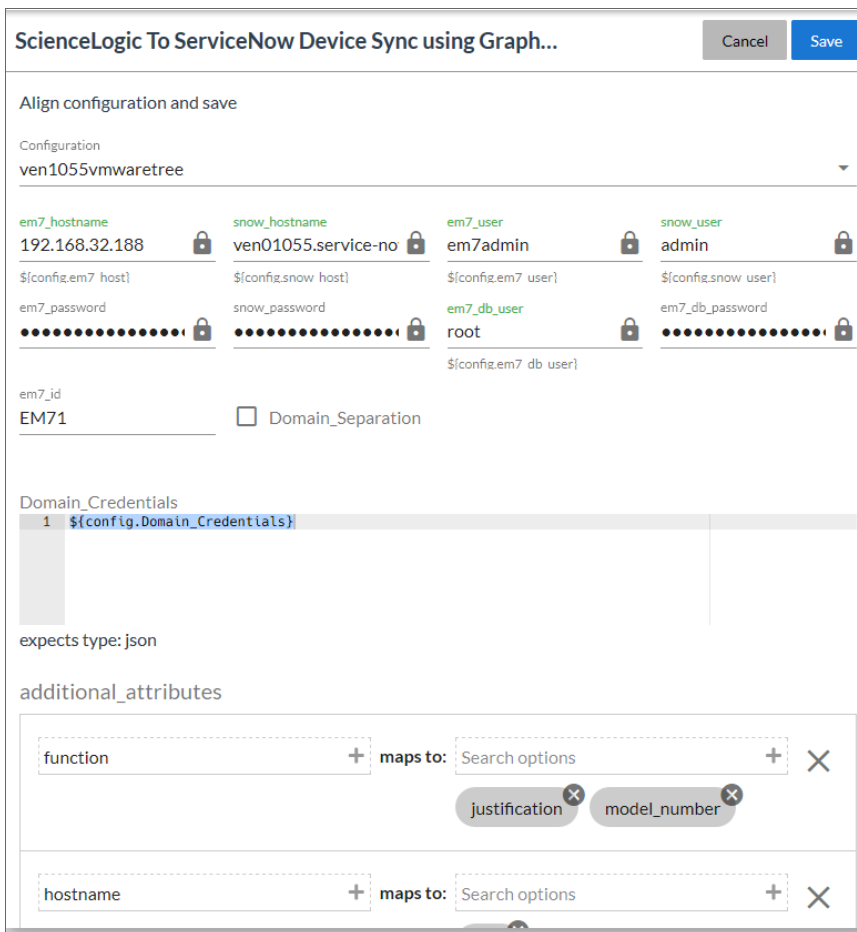 ScienceLogic To ServiceNow Device Sync using Graph...
Cancel
Save
Align configuration and save
Configuration
ven1055vmwaretree
em7_hostname snow_hostname em7_user snow_user
192.168.32.188 ven01055.service-no em7admin admin
${config.em7_host} ${config.snow_host} ${config.em7_user} ${config.snow_user}
em7_password snow_password em7_db_user em7_db_password
root
${config.em7_db_user}
em7_id
EM71 Domain_Separation
Domain_Credentials
1 ${config.Domain_Credentials}
expects type: json
additional_attributes
function + maps to: Search options +
justification model_number
hostname + maps to: Search options +